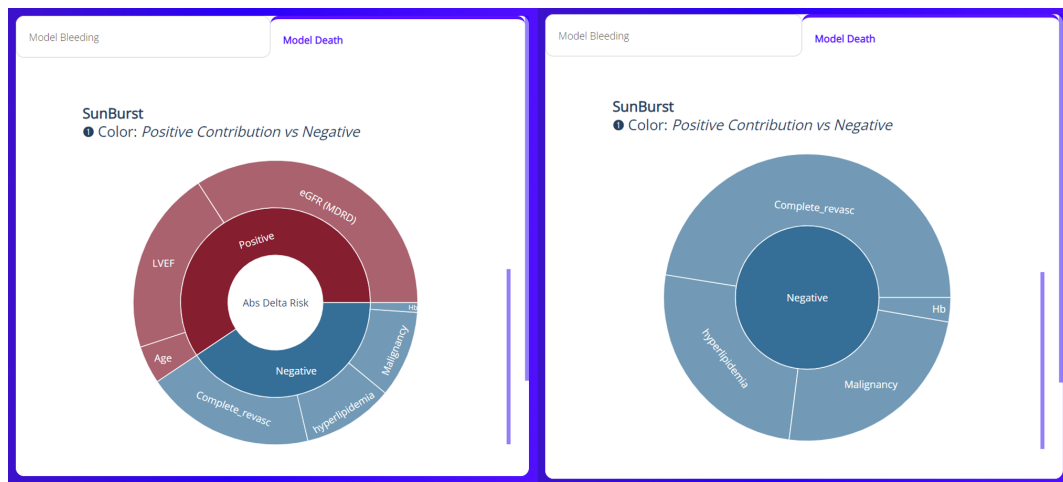 Model Bleeding
Model Death
SunBurst
❶ Color: Positive Contribution vs Negative
eGFR (MDRD)
Positive
LVEF
Abs Delta Risk
Hb
Age
Negative
Malignancy
Complete_revasc
hyperlipidemia
Model Bleeding
Model Death
SunBurst
❶ Color: Positive Contribution vs Negative
Complete_revasc
Negative
Hb
hyperlipidemia
Malignancy